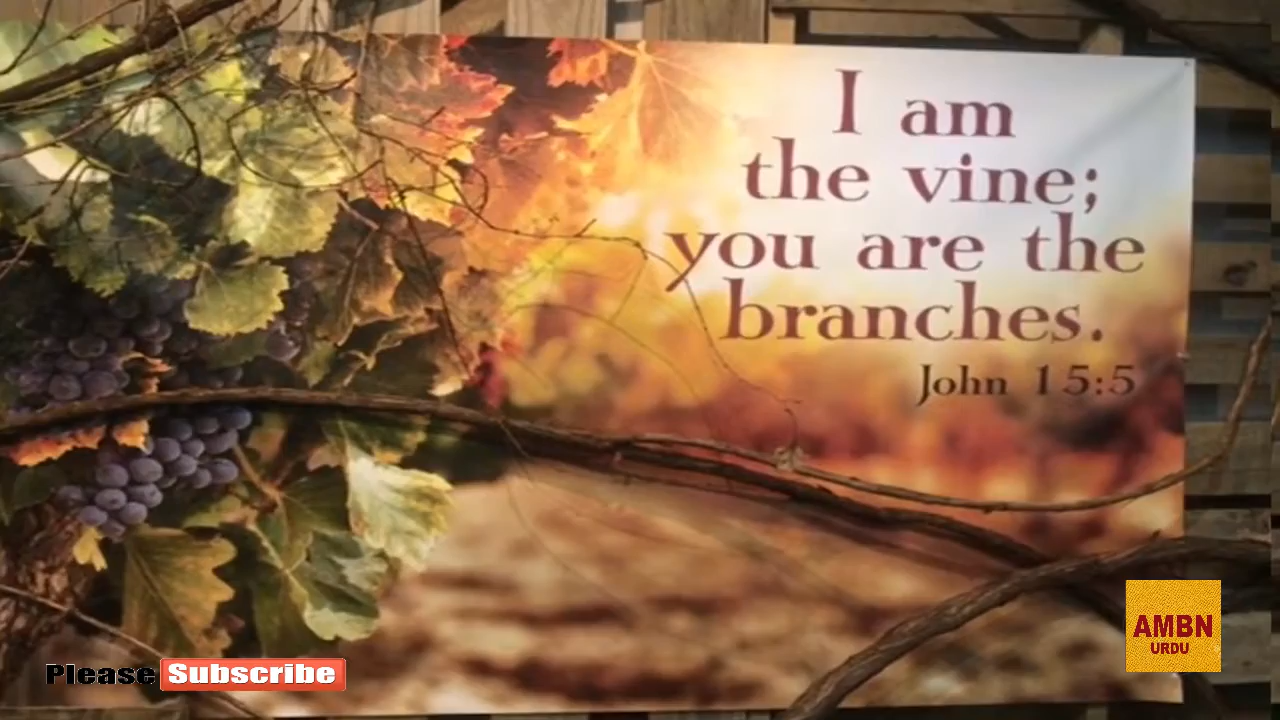 I am
the vine;
you are the
branches.
John 15:5
AMBN
URDU
Please Subscribe